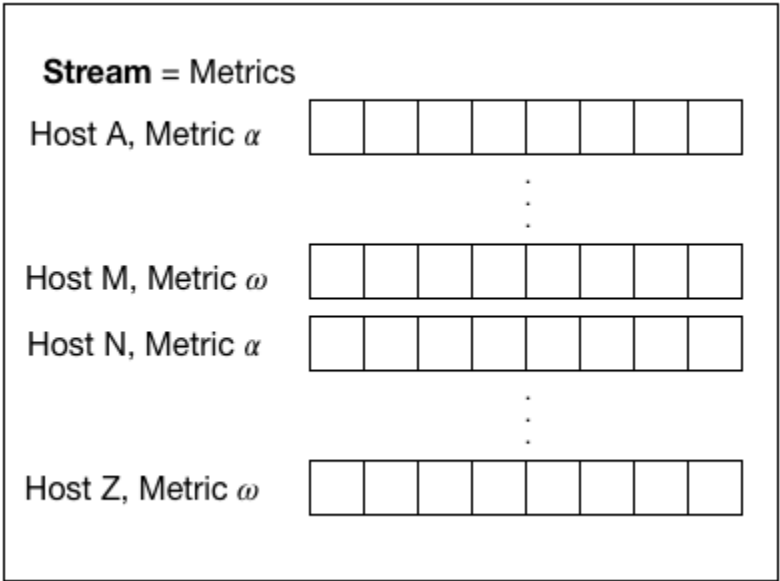 Stream = Metrics
Host A, Metric α
Host M, Metric ω
Host N, Metric α
Host Z, Metric ω